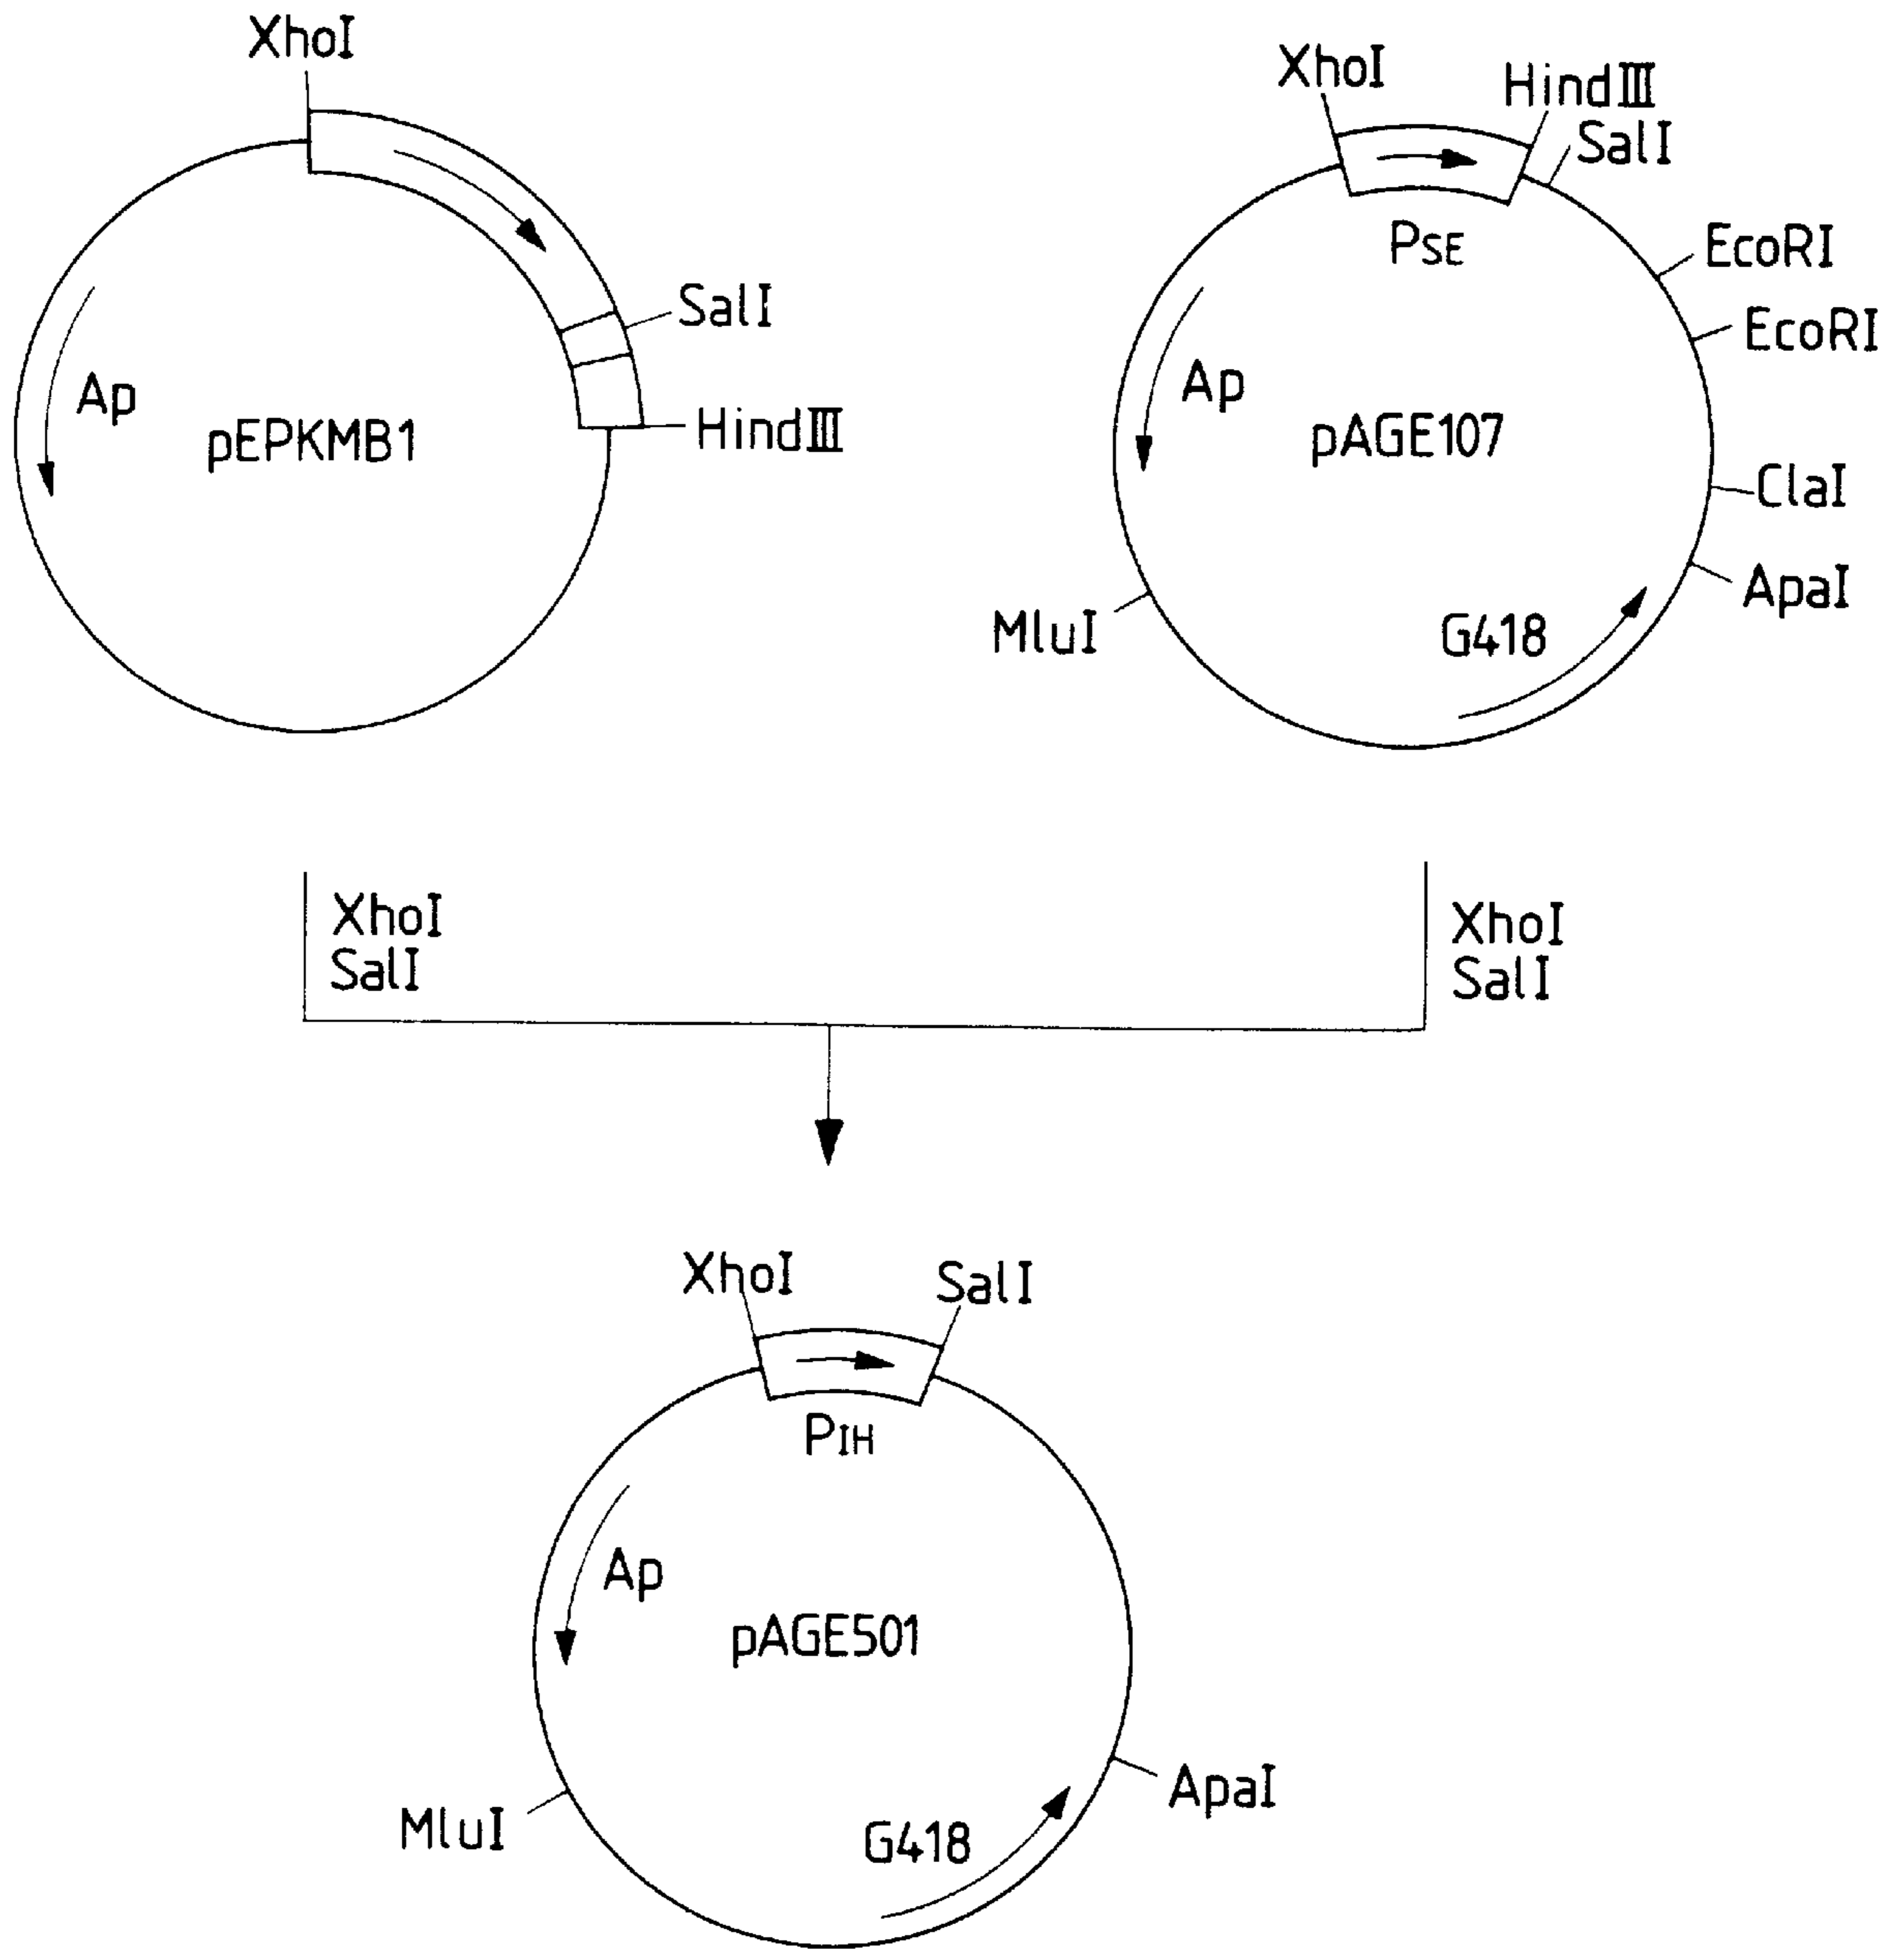 XhoI
SalI
HindIII
Ap
pEPKMB1
XhoI
HindIII
SalI
PSE
EcoRI
EcoRI
Ap
pAGE107
ClaI
ApaI
MluI
G418
XhoI
SalI
XhoI
SalI
XhoI
SalI
PIH
Ap
pAGE501
ApaI
MluI
G418